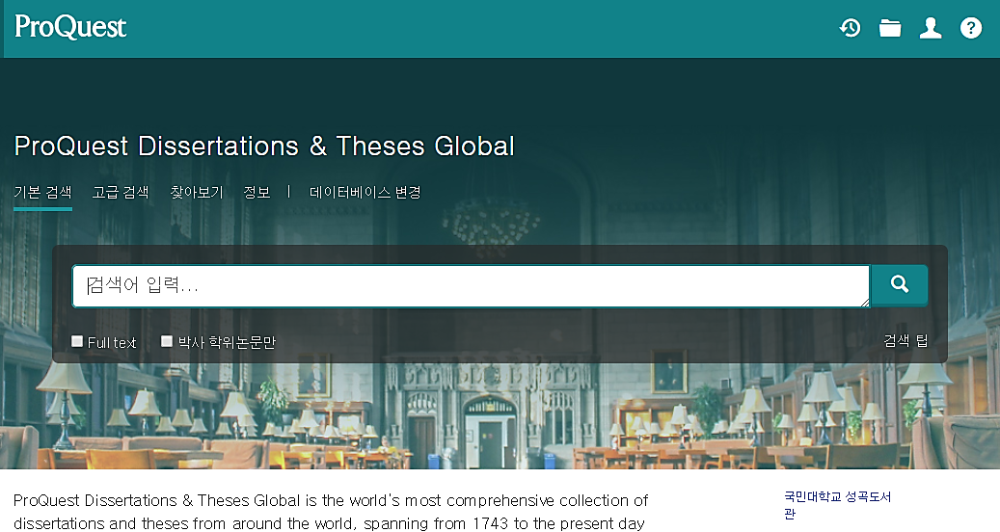 ProQuest
ProQuest Dissertations & Theses Global
기본 검색 고급 검색 찾아보기 정보 | 데이터베이스 변경
검색어 입력...
Full text 박사 학위논문만 검색 팁
ProQuest Dissertations & Theses Global is the world's most comprehensive collection of
dissertations and theses from around the world, spanning from 1743 to the present day
국민대학교 성곡도서
관